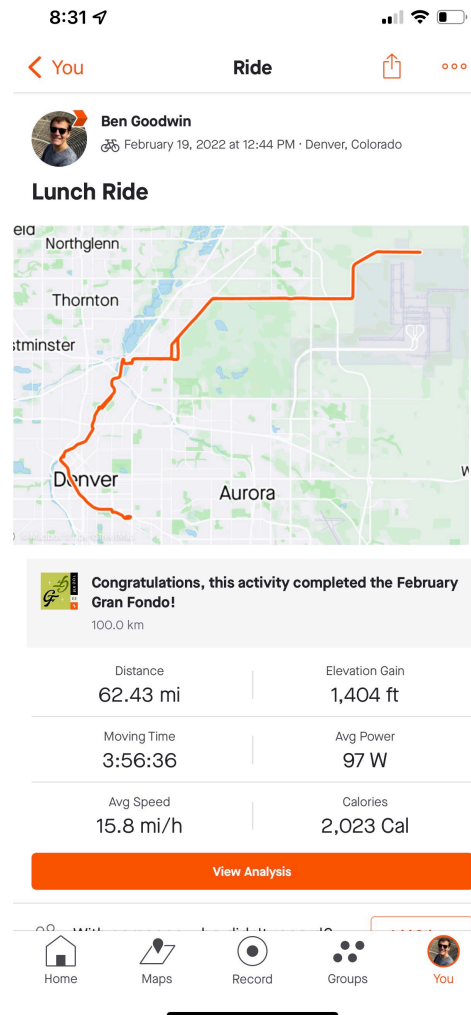 8:31
You
Ride
Ben Goodwin
February 19, 2022 at 12:44 PM · Denver, Colorado
Lunch Ride
eld
Northglenn
Thornton
stminster
Denver
Aurora
W
Congratulations, this activity completed the February
Gran Fondo!
100.0 km
Distance
Elevation Gain
62.43 mi
1,404 ft
Moving Time
Avg Power
3:56:36
97 W
Avg Speed
Calories
15.8 mi/h
2,023 Cal
View Analysis
Home
Maps
Record
Groups
You